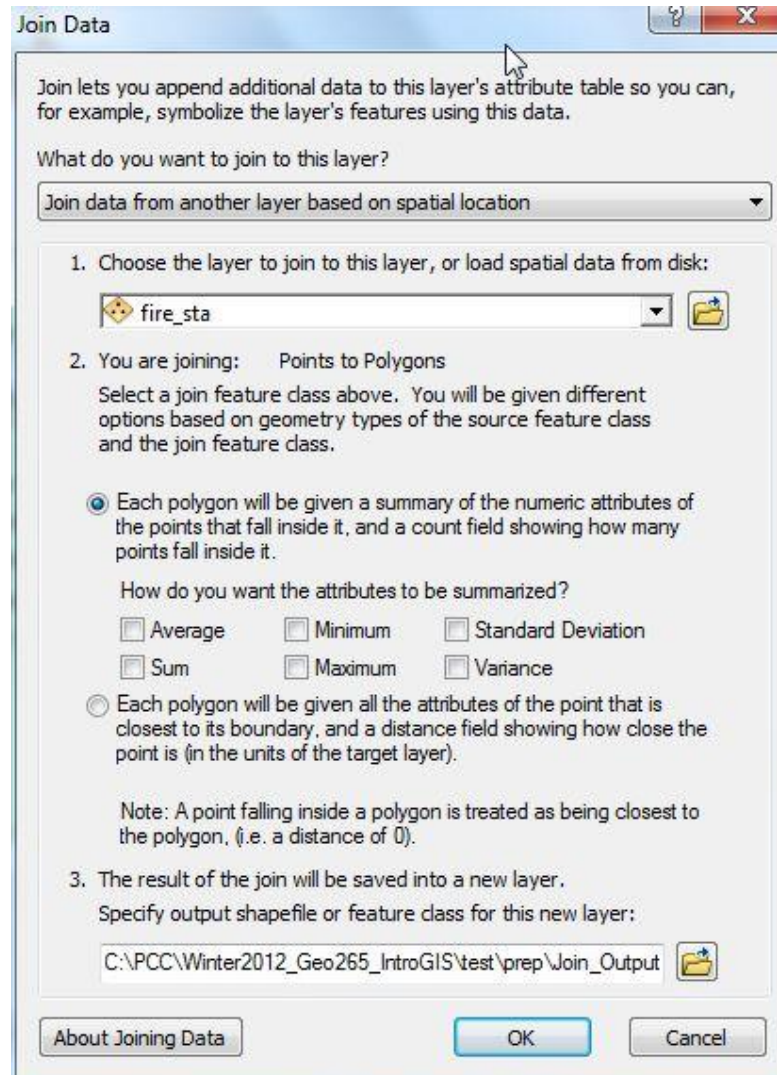 Join Data
Join lets you append additional data to this layer's attribute table so you can,
for example, symbolize the layer's features using this data.
What do you want to join to this layer?
Join data from another layer based on spatial location
1. Choose the layer to join to this layer, or load spatial data from disk:
fire_sta
2. You are joining: Points to Polygons
Select a join feature class above. You will be given different
options based on geometry types of the source feature class
and the join feature class.
Each polygon will be given a summary of the numeric attributes of
the points that fall inside it, and a count field showing how many
points fall inside it.
How do you want the attributes to be summarized?
Average Minimum Standard Deviation
Sum Maximum Variance
Each polygon will be given all the attributes of the point that is
closest to its boundary, and a distance field showing how close the
point is (in the units of the target layer).
Note: A point falling inside a polygon is treated as being closest to
the polygon, (i.e. a distance of 0).
3. The result of the join will be saved into a new layer.
Specify output shapefile or feature class for this new layer:
C:\PCC\Winter2012_Geo265_IntroGIS\test\prep\Join_Output
About Joining Data OK Cancel